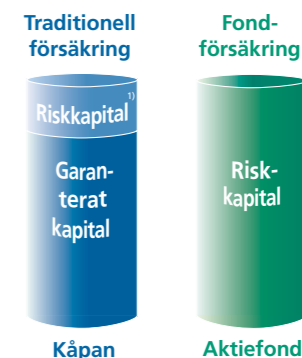 Traditionell
försäkring
Riskkapital 1)
Garan-
terat
kapital
Kåpan
Fond-
försäkring
Risk-
kapital
Aktiefond